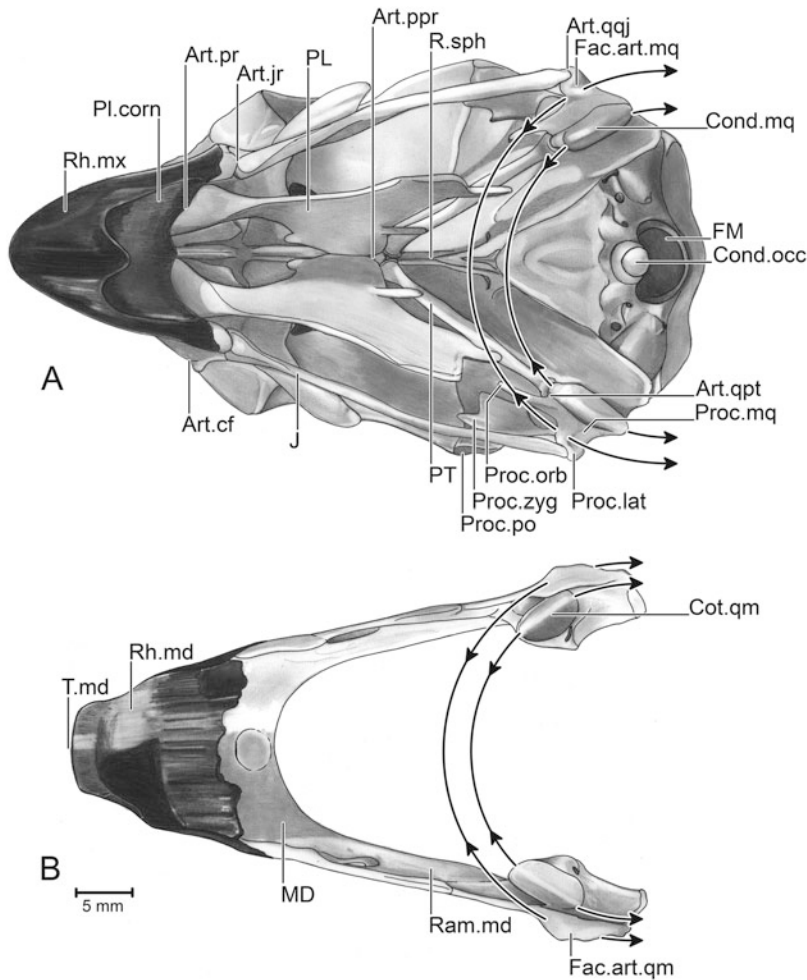 Art.ppr
Art.qqj
Art.pr
R.sph
Fac.art.mq
Art.jr
PL
Pl.corn
Cond.mq
Rh.mx
FM
Cond.occ
A
Art.qpt
Proc.mq
Art.cf
J
PT
Proc.orb
Proc.zyg
Proc.lat
Proc.po
Cot.qm
Rh.md
T.md
B
5 mm
MD
Ram.md
Fac.art.qm